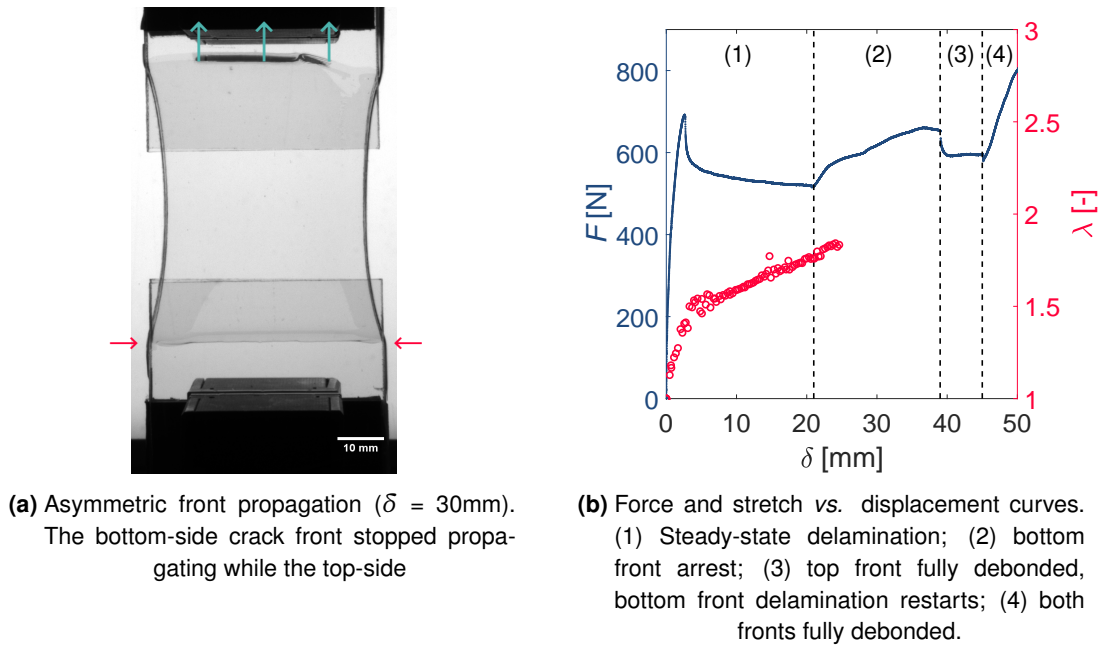 10 mm
(a) Asymmetric front propagation (δ = 30mm).
The bottom-side crack front stopped propa-
gating while the top-side
(1)
(2)
(3)
(4)
800
600
400
200
0
F [N]
3
2.5
2
1.5
1
λ [-]
0
10
20
30
40
50
δ [mm]
(b) Force and stretch vs. displacement curves.
(1) Steady-state delamination; (2) bottom
front arrest; (3) top front fully debonded,
bottom front delamination restarts; (4) both
fronts fully debonded.